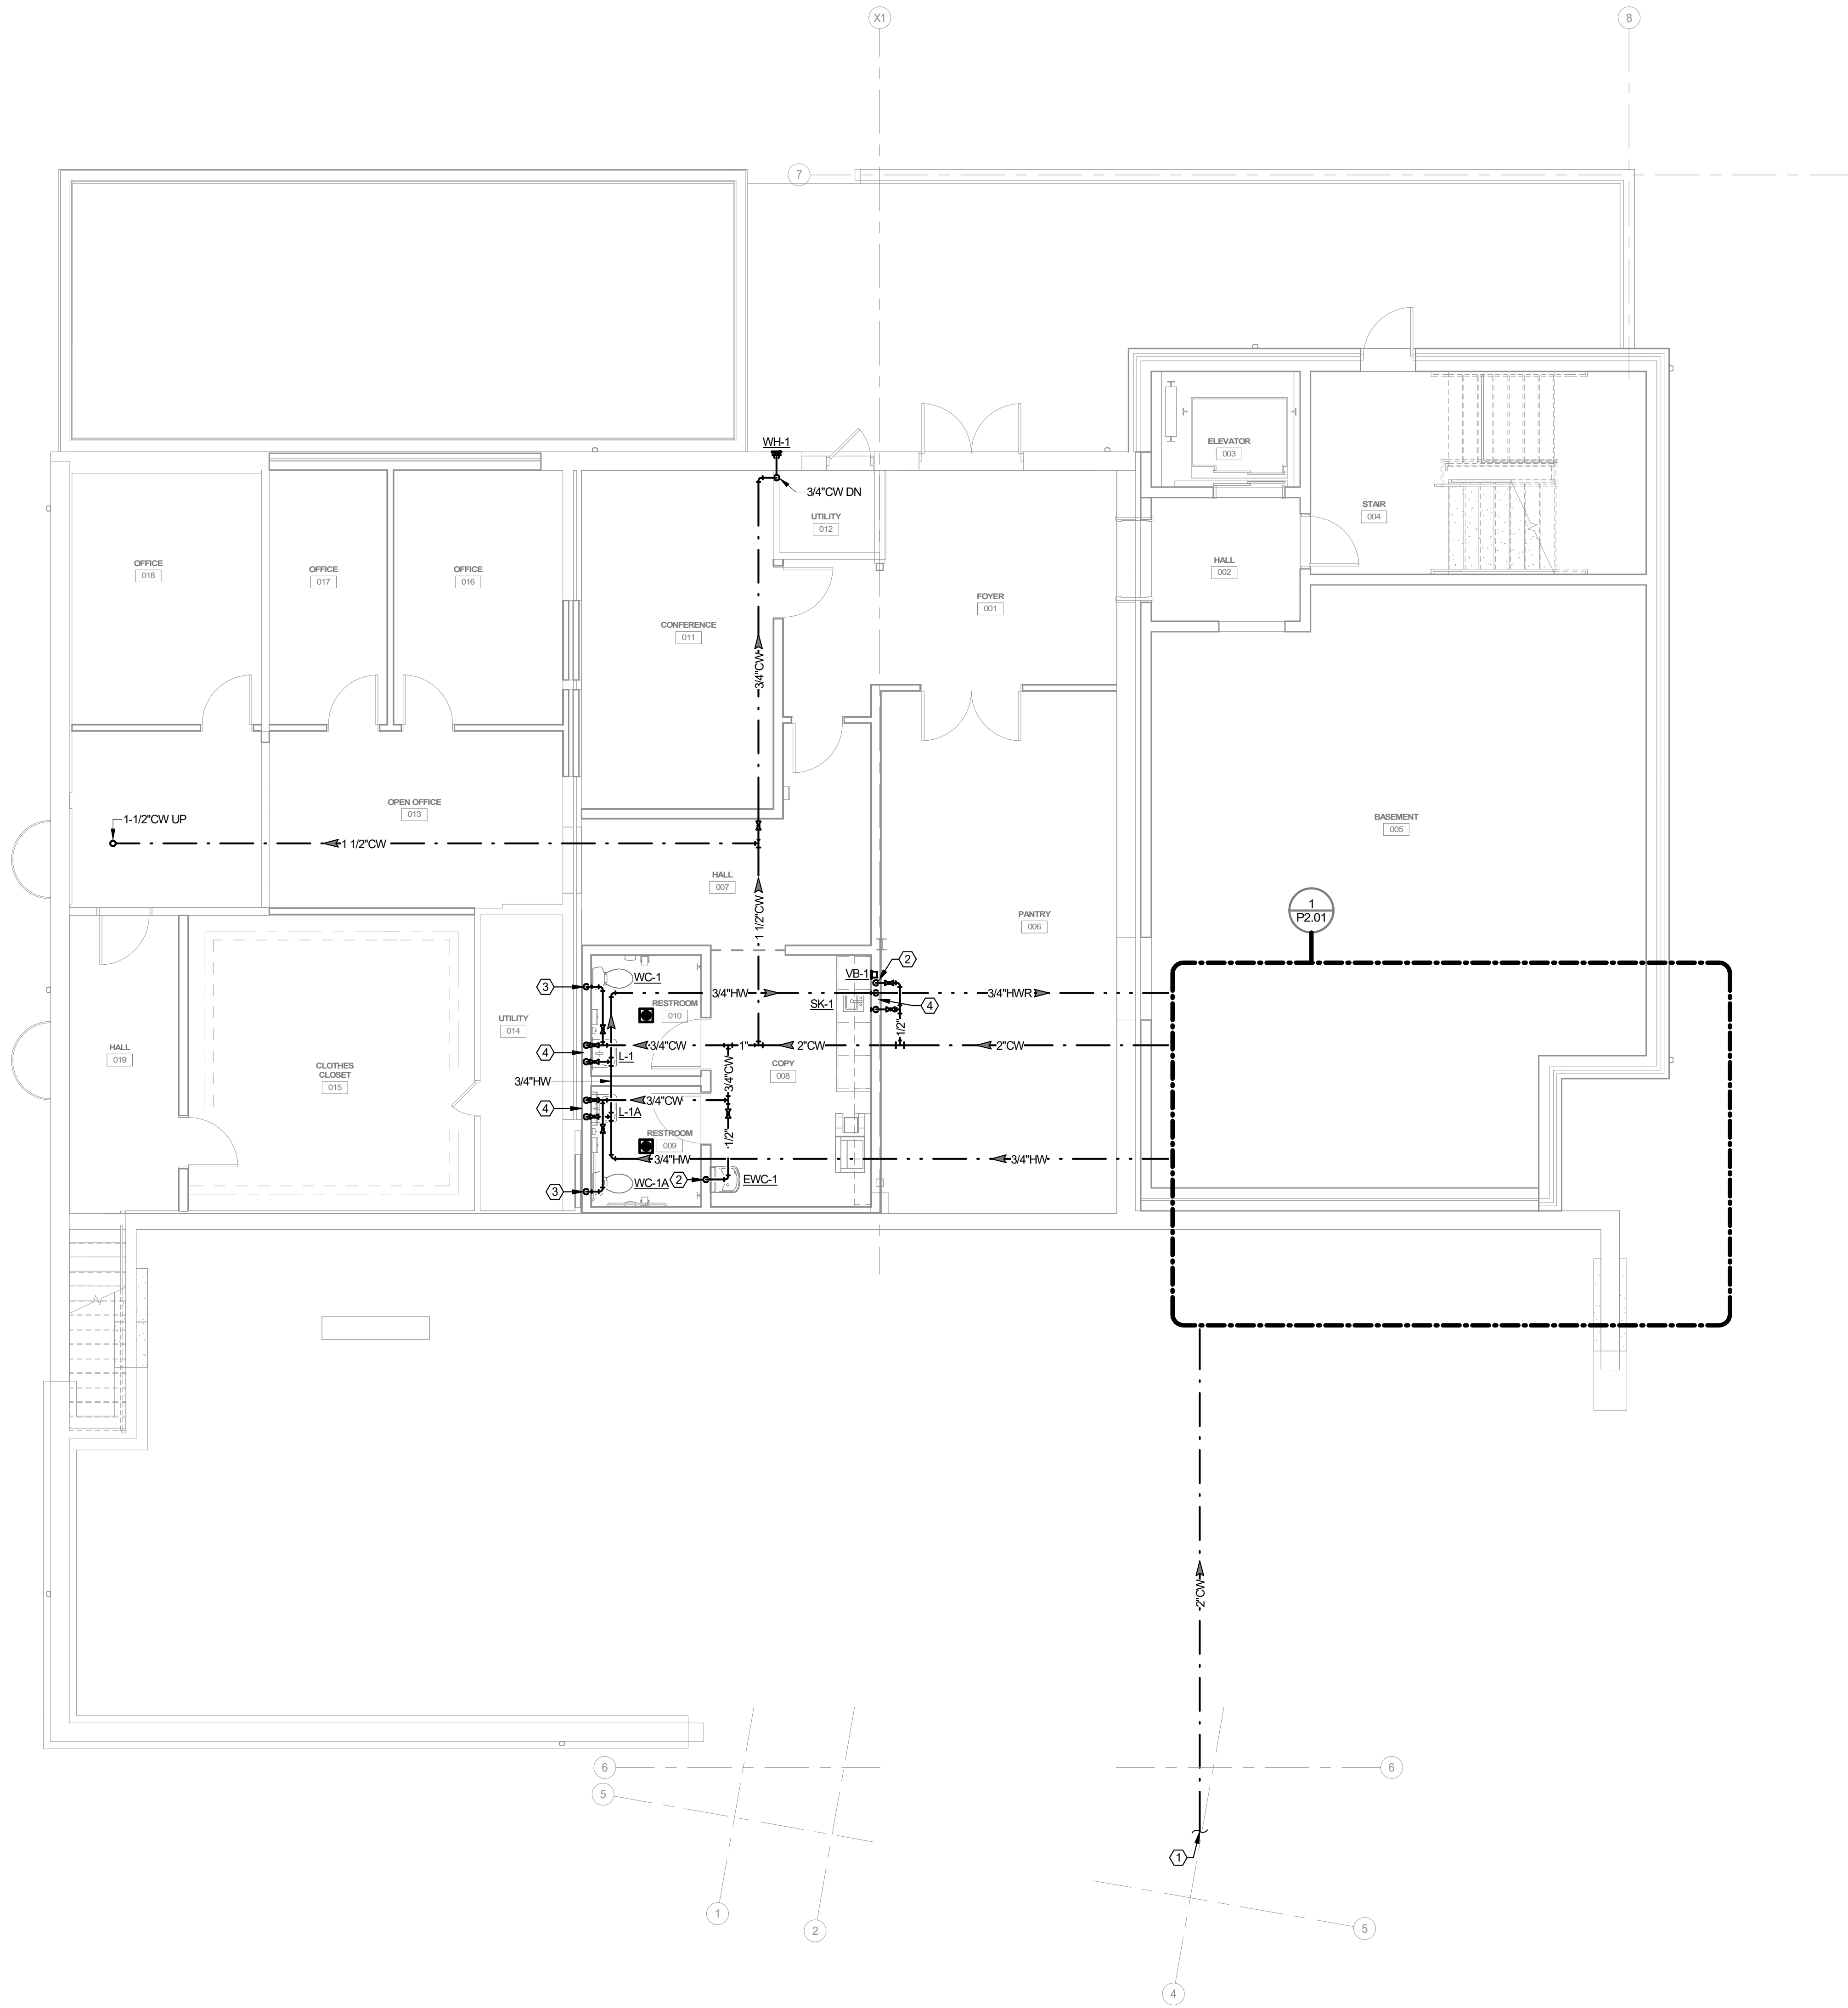 X1
8
7
WH-1
3/4"CW DN
ELEVATOR
003
UTILITY
012
STAIR
004
HALL
002
OFFICE
018
OFFICE
017
OFFICE
016
FOYER
001
CONFERENCE
011
3/4"CW
OPEN OFFICE
013
1-1/2"CW UP
1 1/2"CW
BASEMENT
005
HALL
007
1 1/2"CW
PANTRY
006
1
P2.01
VB-1
2
WC-1
3
3/4"HW
3/4"HWR
RESTROOM
010
SK-1
4
1/2"
UTILITY
014
HALL
019
4
L-1
3/4"CW
1"
2"CW
2"CW
COPY
008
CLOTHES
CLOSET
015
3/4"HW
3/4"CW
4
L-1A
3/4"CW
1/2"
RESTROOM
009
3/4"HW
3/4"HW
3
WC-1A
2
EWC-1
2"CW
6
6
5
1
1
2
5
4